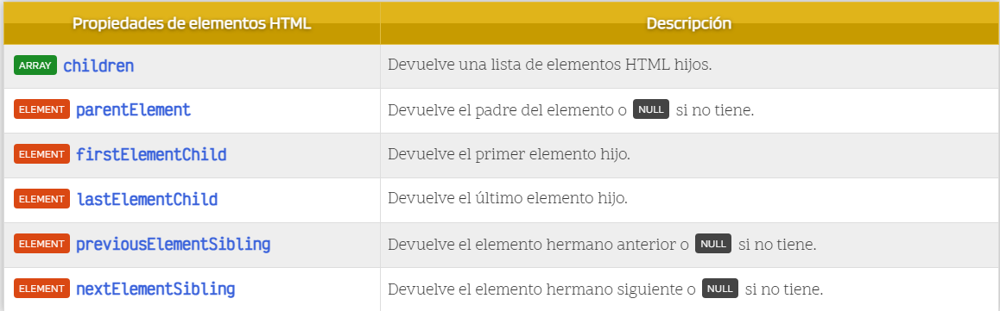 Propiedades de elementos HTML Descripción
ARRAY children Devuelve una lista de elementos HTML hijos.
ELEMENT parentElement Devuelve el padre del elemento o NULL si no tiene.
ELEMENT firstElementChild Devuelve el primer elemento hijo.
ELEMENT lastElementChild Devuelve el último elemento hijo.
ELEMENT previousElementSibling Devuelve el elemento hermano anterior o NULL si no tiene.
ELEMENT nextElementSibling Devuelve el elemento hermano siguiente o NULL si no tiene.